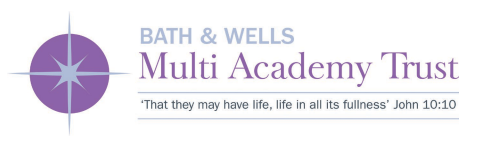 BATH & WELLS
Multi Academy Trust
‘That they may have life, life in all its fullness’ John 10:10